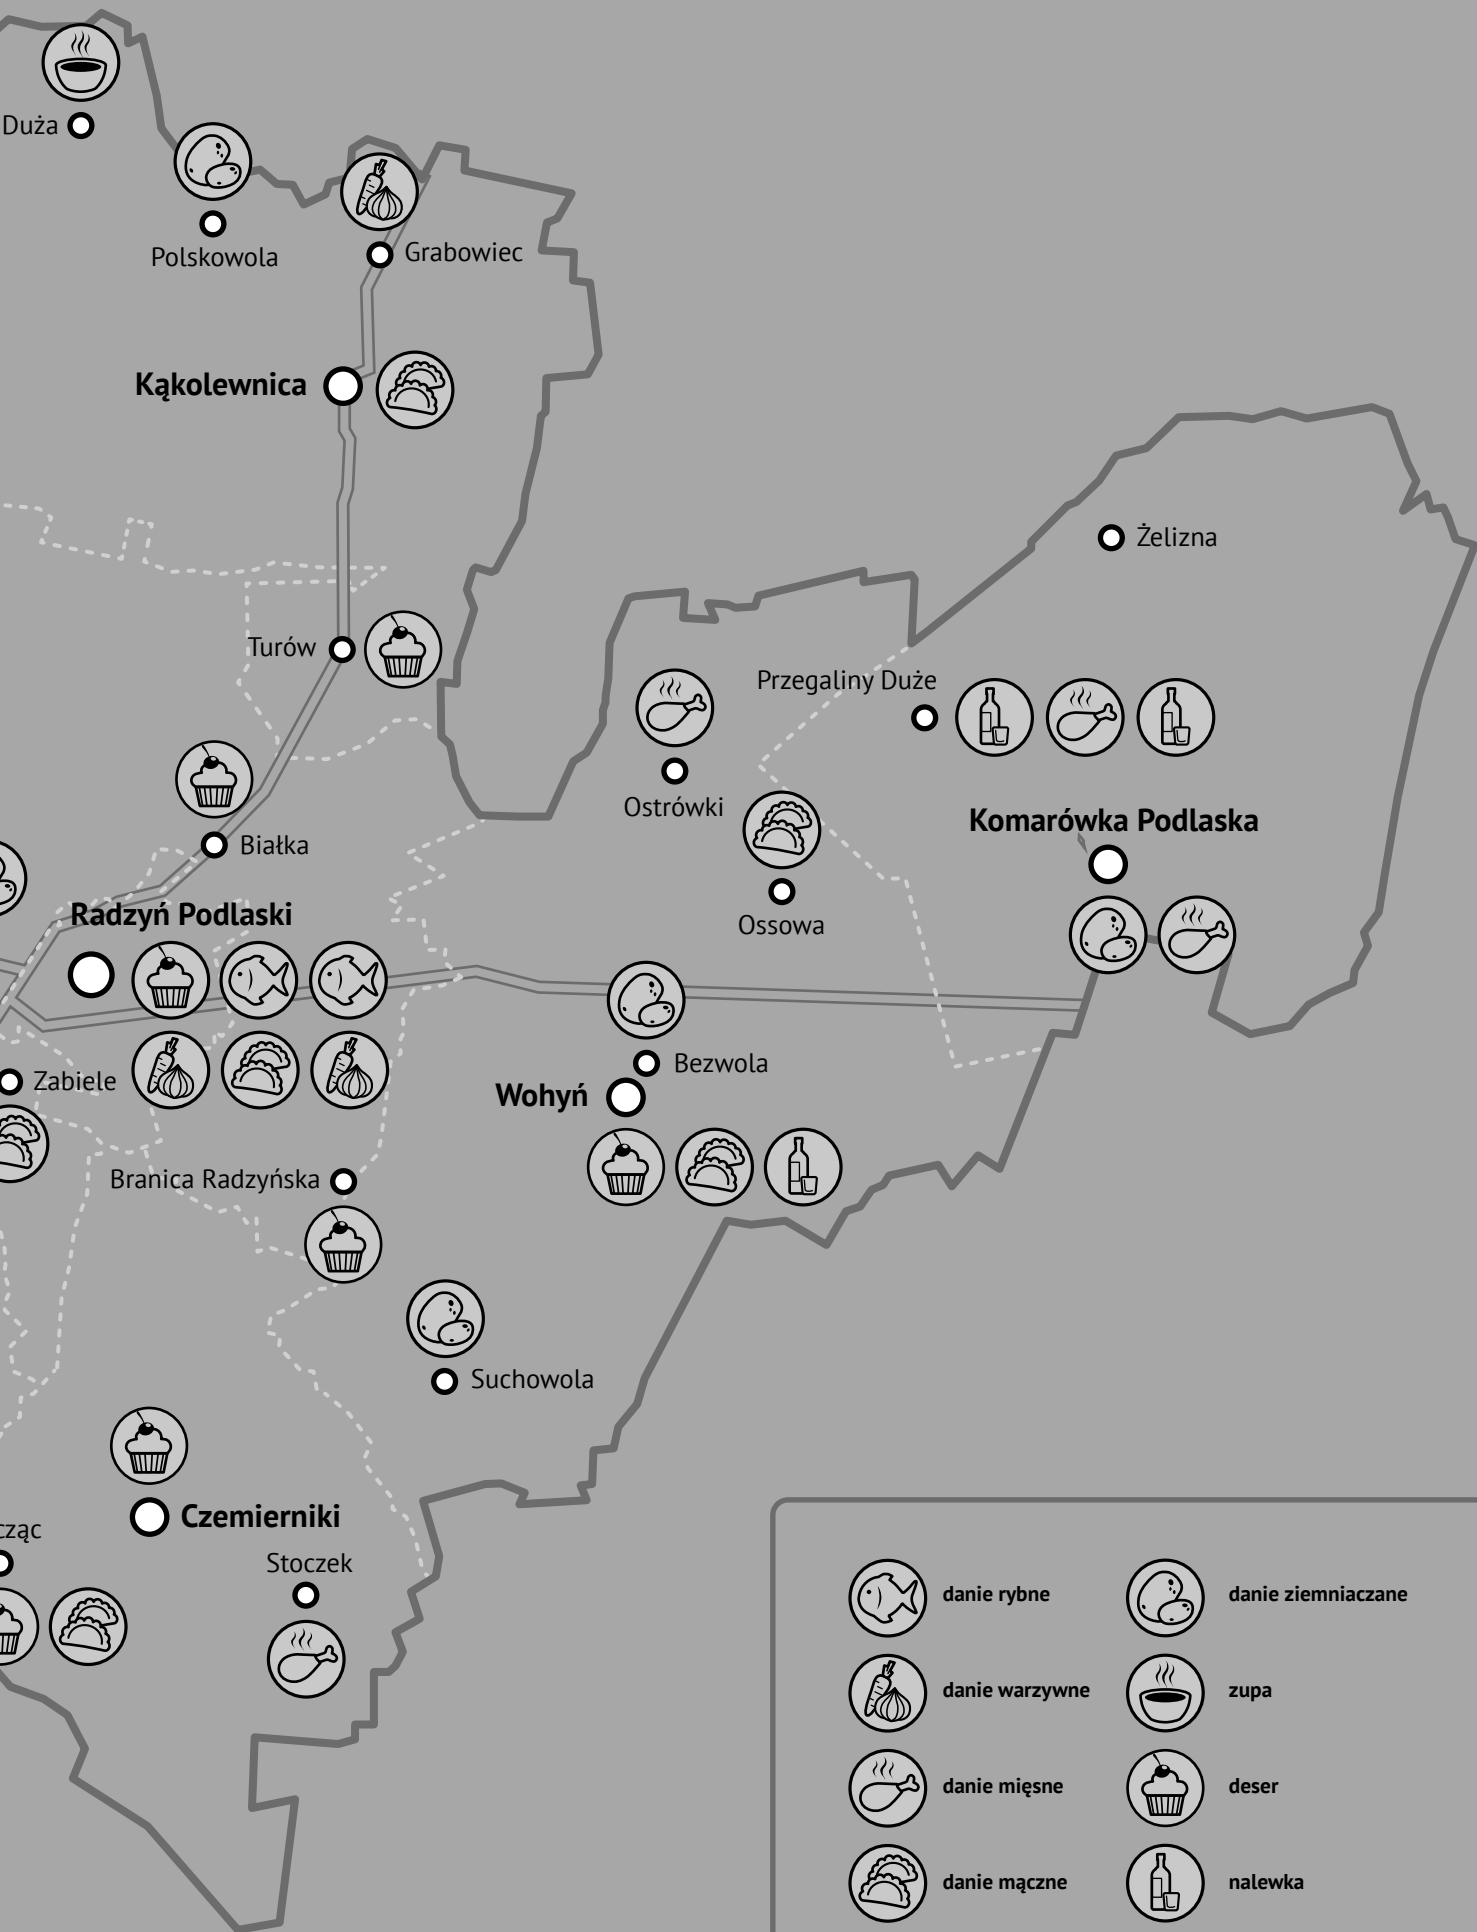 Duża
Polskowola
Grabowiec
Kąkolewnica
Żelizna
Turów
Przegaliny Duże
Ostrówki
Komarówka Podlaska
Białka
Radzyń Podlaski
Ossowa
Bezwola
Zabiele
Wohyń
Branica Radzyńska
Suchowola
Czemierniki
cząc
Stoczek
danie rybne
danie ziemniaczane
danie warzywne
zupa
danie mięsne
deser
danie mączne
nalewka